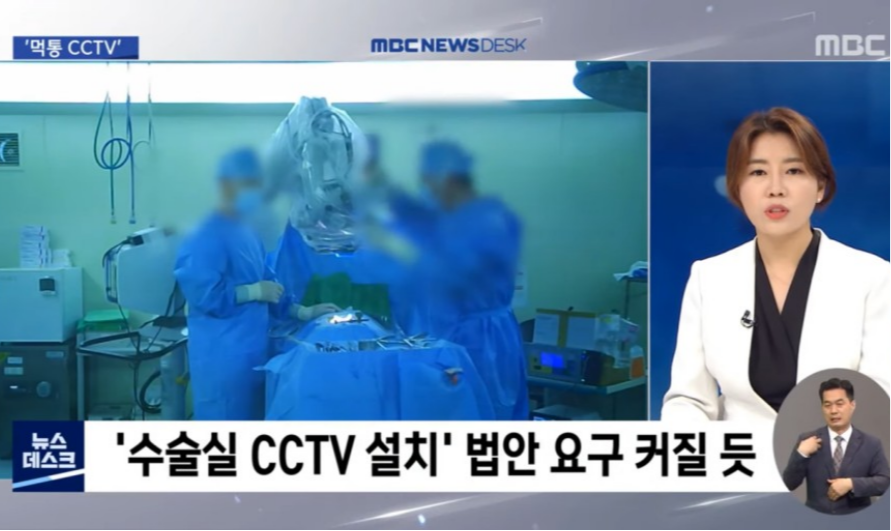 '먹통 CCTV'
MBC NEWSDESK
MBC
뉴스
데스크
'수술실 CCTV 설치' 법안 요구 커질 듯